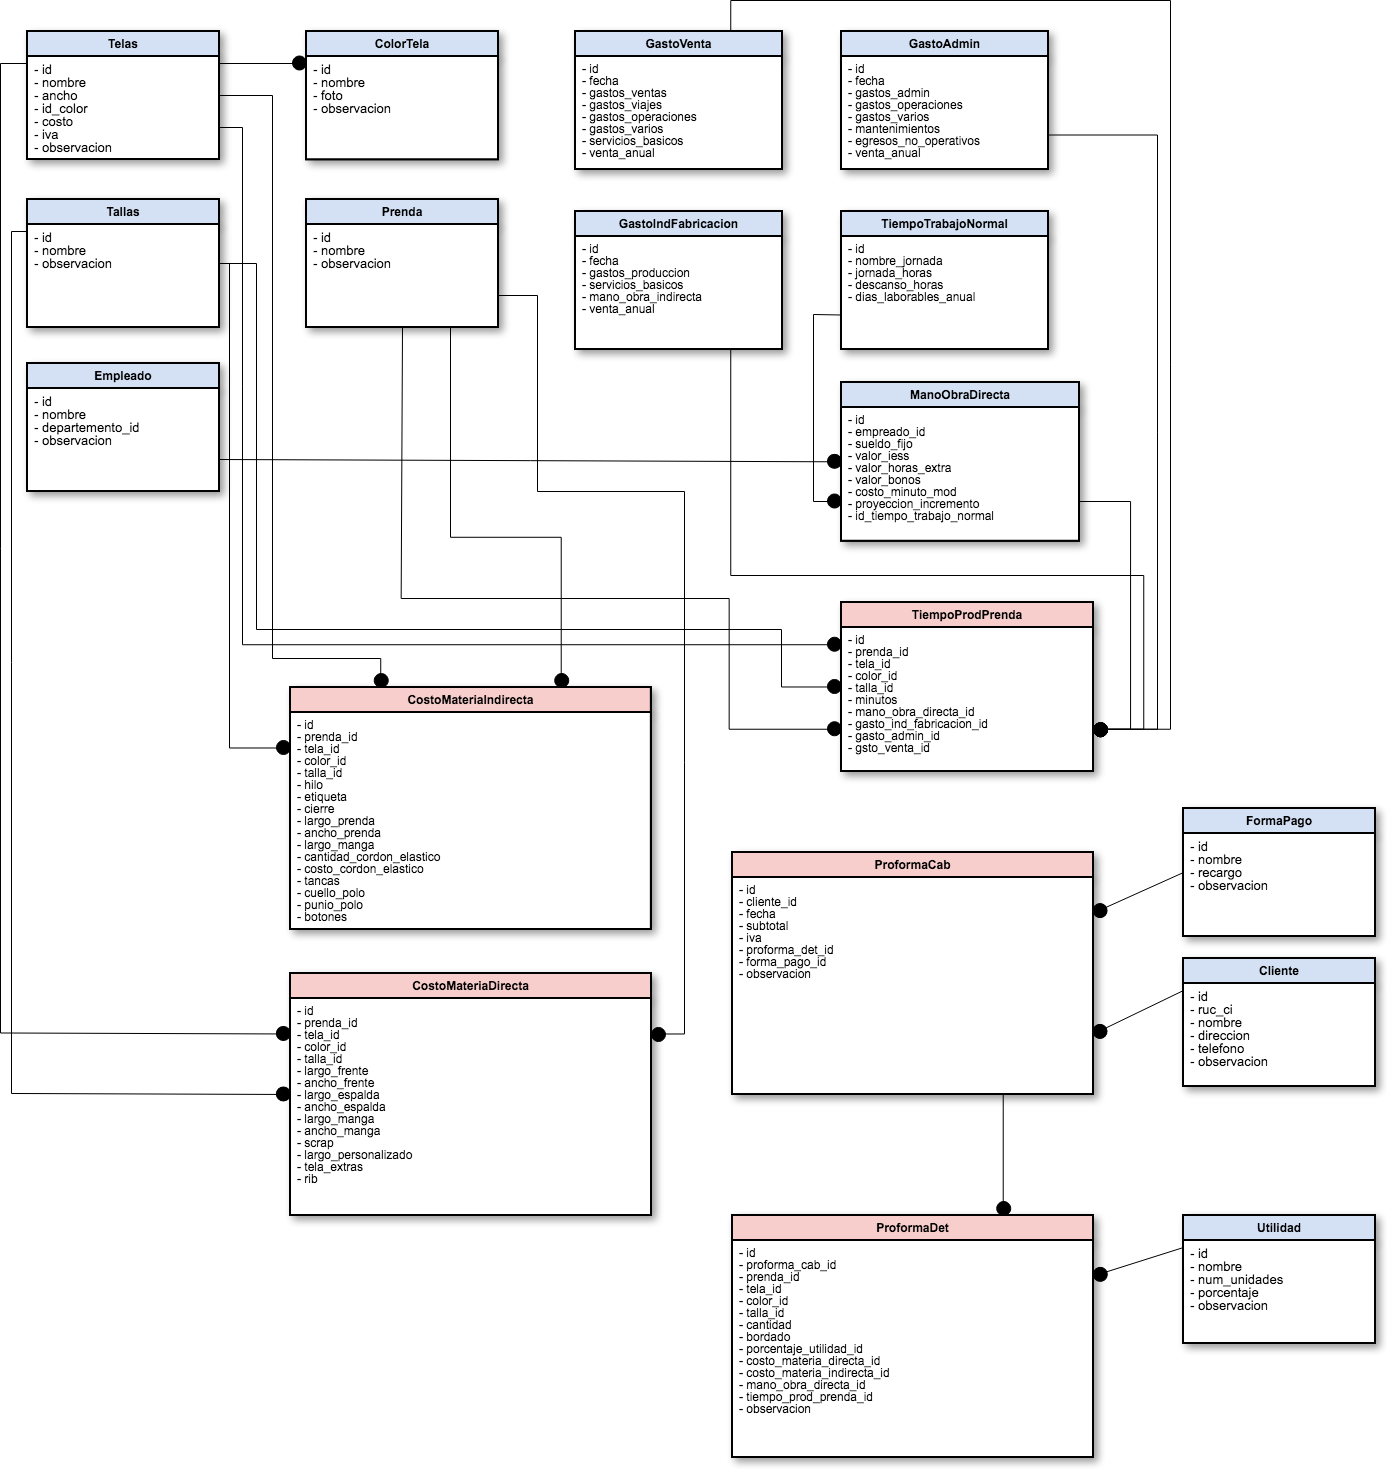 Telas
- id
- nombre
- ancho
- id_color
- costo
- iva
- observacion
ColorTela
- id
- nombre
- foto
- observacion
GastoVenta
- id
- fecha
- gastos_ventas
- gastos_viajes
- gastos_operaciones
- gastos_varios
- servicios_basicos
- venta_anual
GastoAdmin
- id
- fecha
- gastos_admin
- gastos_operaciones
- gastos_varios
- mantenimientos
- egresos_no_operativos
- venta_anual
Tallas
- id
- nombre
- observacion
Prenda
- id
- nombre
- observacion
GastoIndFabricacion
- id
- fecha
- gastos_produccion
- servicios_basicos
- mano_obra_indirecta
- venta_anual
TiempoTrabajoNormal
- id
- nombre_jornada
- jornada_horas
- descanso_horas
- dias_laborables_anual
Empleado
- id
- nombre
- departemento_id
- observacion
ManoObraDirecta
- id
- empreado_id
- sueldo_fijo
- valor_iess
- valor_horas_extra
- valor_bonos
- costo_minuto_mod
- proyeccion_incremento
- id_tiempo_trabajo_normal
TiempoProdPrenda
- id
- prenda_id
- tela_id
- color_id
- talla_id
- minutos
- mano_obra_directa_id
- gasto_ind_fabricacion_id
- gasto_admin_id
- gsto_venta_id
CostoMateriaIndirecta
- id
- prenda_id
- tela_id
- color_id
- talla_id
- hilo
- etiqueta
- cierre
- largo_prenda
- ancho_prenda
- largo_manga
- cantidad_cordon_elastico
- costo_cordon_elastico
- tancas
- cuello_polo
- punio_polo
- botones
ProformaCab
- id
- cliente_id
- fecha
- subtotal
- iva
- proforma_det_id
- forma_pago_id
- observacion
FormaPago
- id
- nombre
- recargo
- observacion
Cliente
- id
- ruc_ci
- nombre
- direccion
- telefono
- observacion
CostoMateriaDirecta
- id
- prenda_id
- tela_id
- color_id
- talla_id
- largo_frente
- ancho_frente
- largo_espalda
- ancho_espalda
- largo_manga
- ancho_manga
- scrap
- largo_personalizado
- tela_extras
- rib
ProformaDet
- id
- proforma_cab_id
- prenda_id
- tela_id
- color_id
- talla_id
- cantidad
- bordado
- porcentaje_utilidad_id
- costo_materia_directa_id
- costo_materia_indirecta_id
- mano_obra_directa_id
- tiempo_prod_prenda_id
- observacion
Utilidad
- id
- nombre
- num_unidades
- porcentaje
- observacion